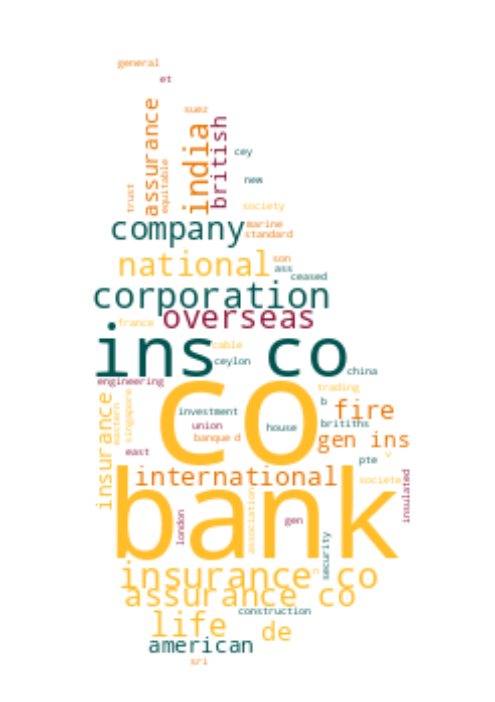 general
et
suez
assurance
equitable
trust
india
british
cey
new
society
company
marine
standard
national
son
ass
ceased
corporation
france
overseas
cable
ins co
ceylon
china
engineering
trading
co
insurance
eastern
singapore
investment
b
fire
union
house
britiths
banque d
gen ins
east
v
pte
international
societe
insulated
bank
association
london
gen
security
insurance co
n
assurance co
construction
life
de
american
sri